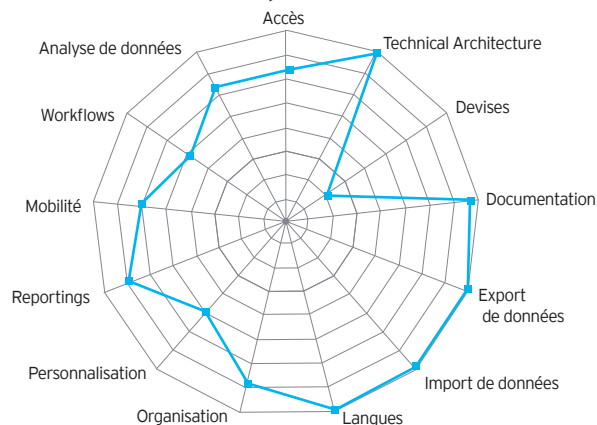 Accès
Technical Architecture
Devises
Documentation
Export
de données
Import de données
Langues
Organisation
Personnalisation
Reportings
Mobilité
Workflows
Analyse de données